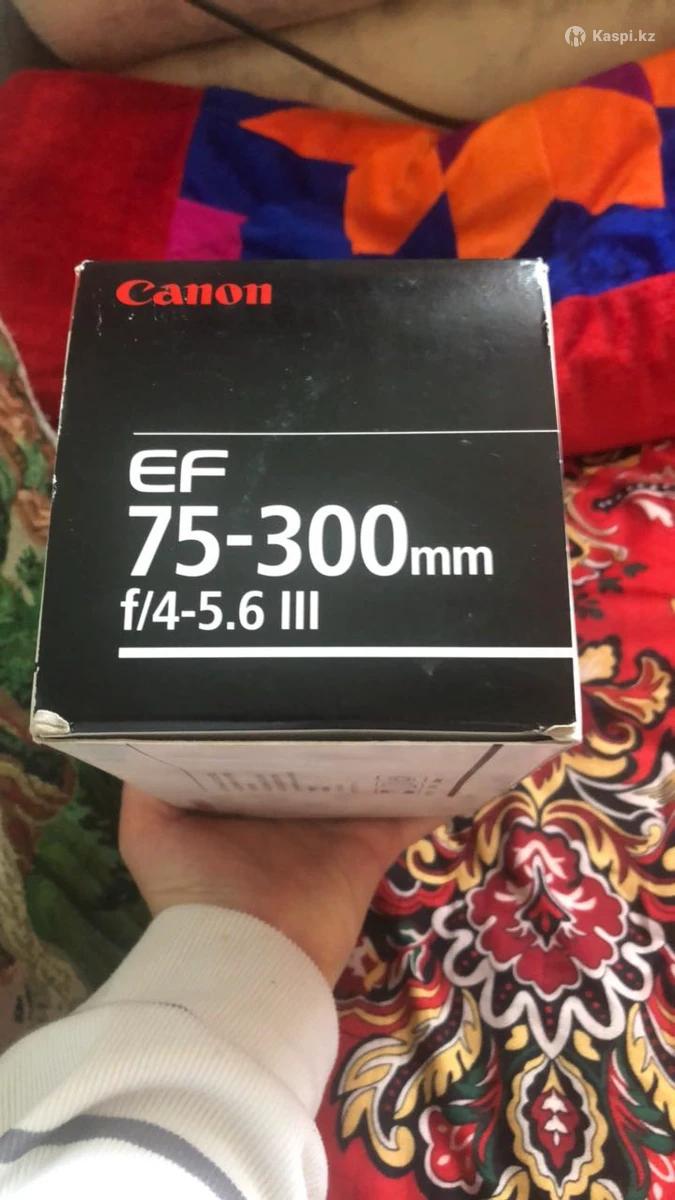 Kaspi.kz
Canon
EF
75-300mm
f/4-5.6 III